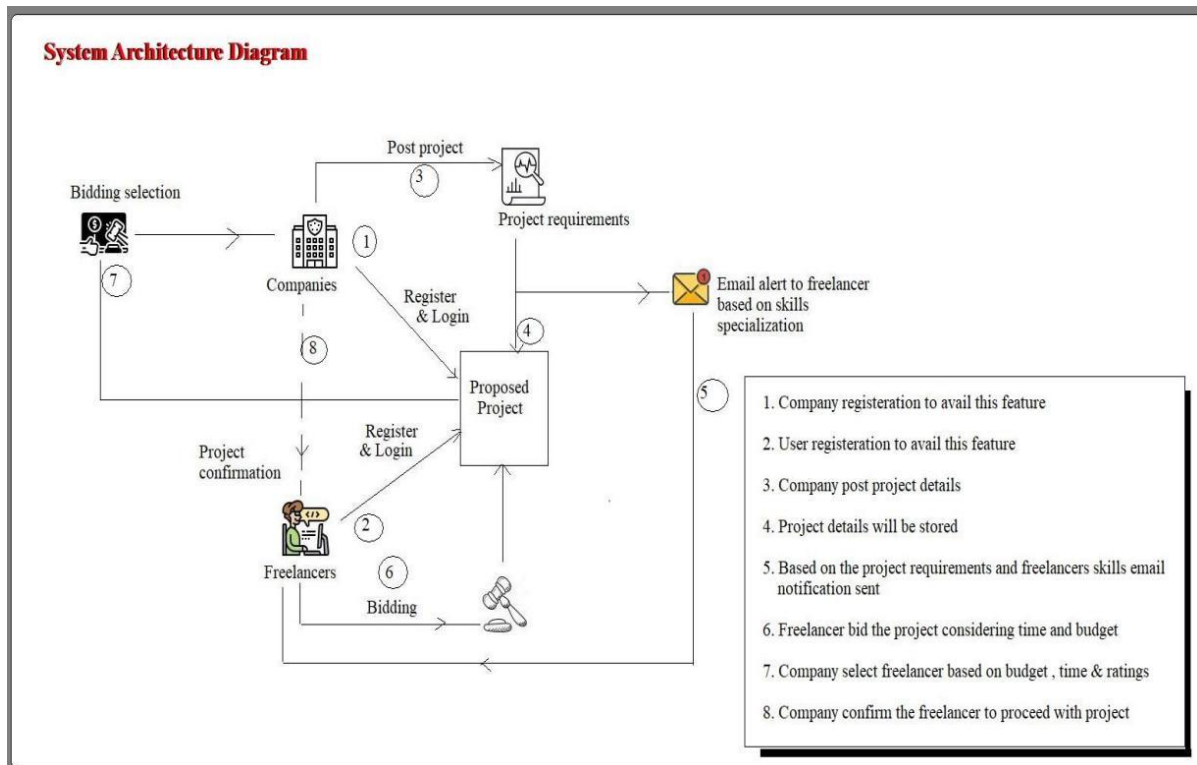 System Architecture Diagram
Post project
3
Bidding selection
Project requirements
1
7
Companies
Email alert to freelancer
based on skills
specialization
Register
& Login
4
8
Proposed
Project
5
Register
& Login
Project
confirmation
2
Freelancers
6
Bidding
1. Company registeration to avail this feature
2. User registeration to avail this feature
3. Company post project details
4. Project details will be stored
5. Based on the project requirements and freelancers skills email
notification sent
6. Freelancer bid the project considering time and budget
7. Company select freelancer based on budget , time & ratings
8. Company confirm the freelancer to proceed with project